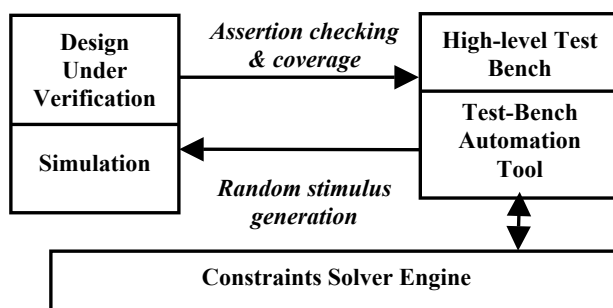 Design
Under
Verification
Simulation
Assertion checking
& coverage
Random stimulus
generation
High-level Test
Bench
Test-Bench
Automation
Tool
Constraints Solver Engine